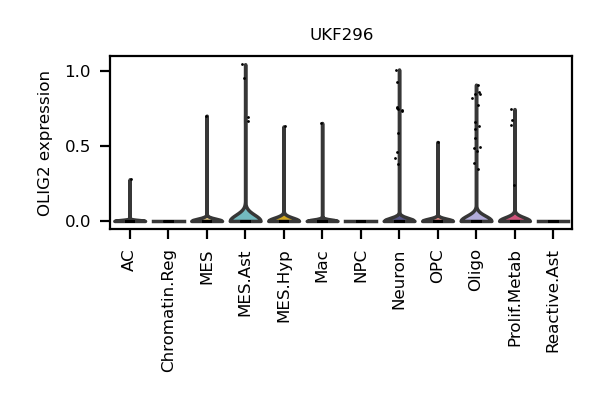 UKF296
OLIG2 expression
1.0
0.5
0.0
AC
Chromatin.Reg
MES
MES.Ast
MES.Hyp
Mac
NPC
Neuron
OPC
Oligo
Prolif.Metab
Reactive.Ast